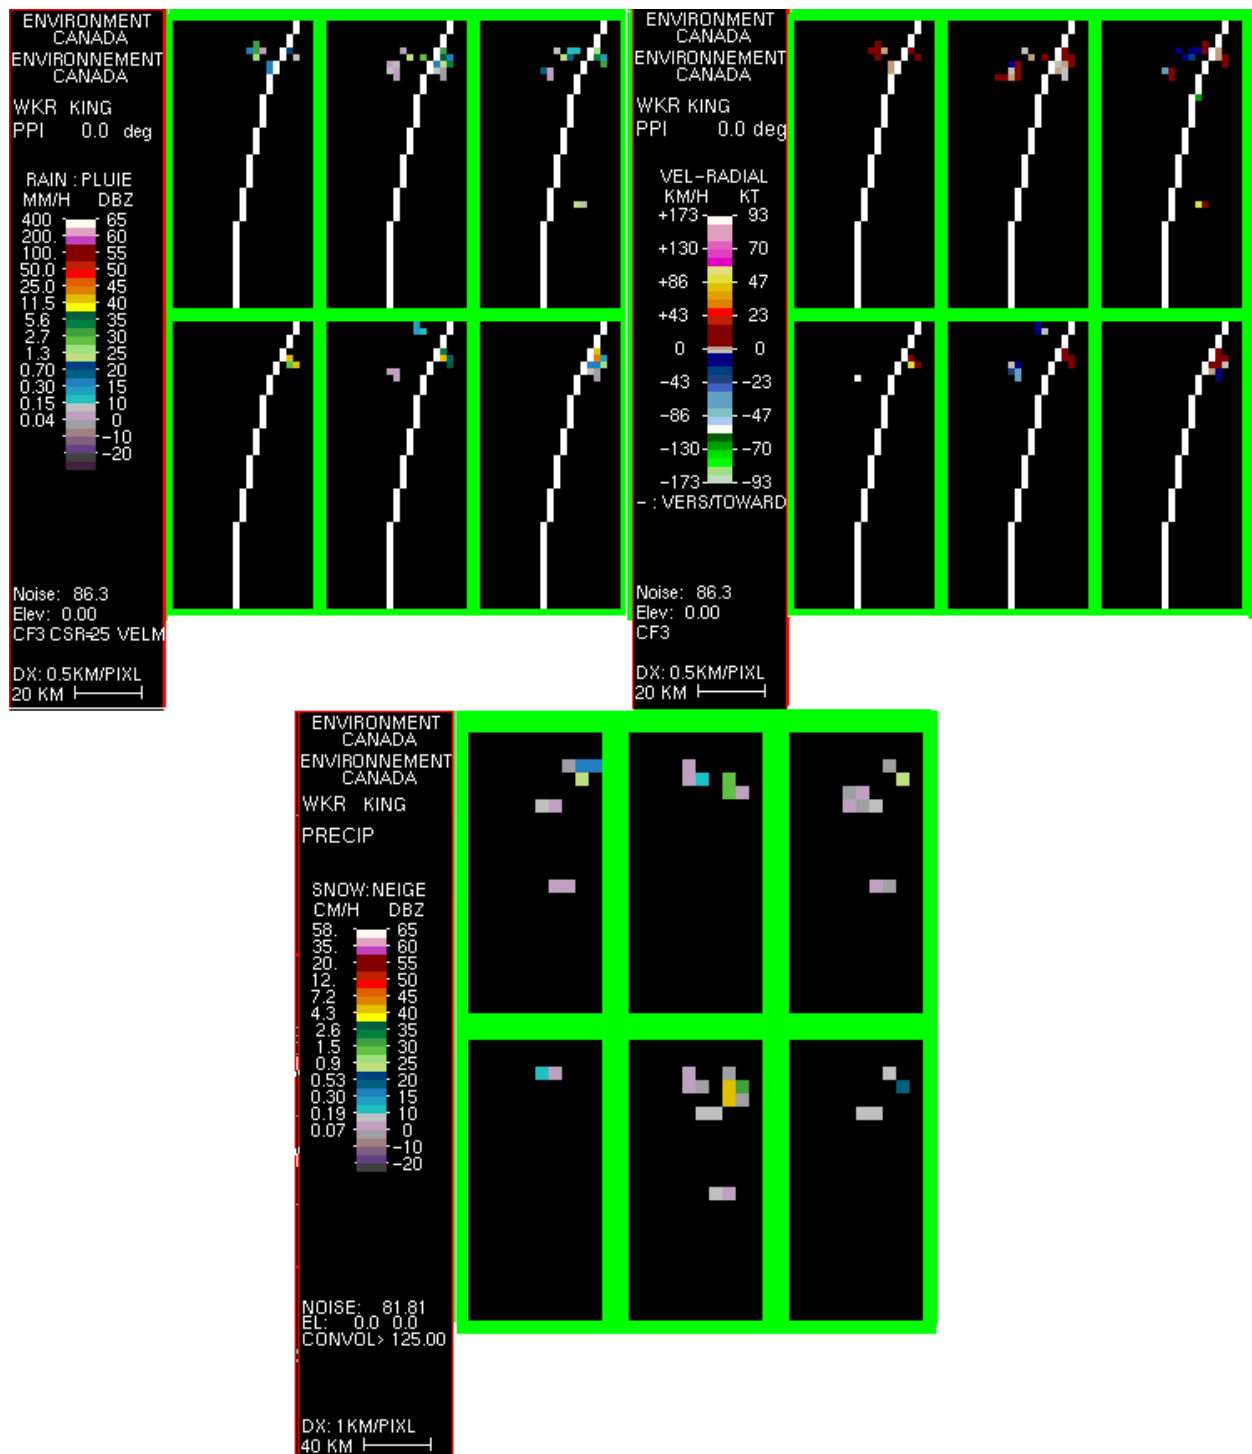 ENVIRONMENT
CANADA
ENVIRONNEMENT
CANADA
WKR KING
PPI 0.0 deg
RAIN : PLUIE
MM/H DBZ
400 65
200. 60
100. 55
50.0 50
25.0 45
11.5 40
5.6 35
2.7 30
1.3 25
0.70 20
0.30 15
0.15 10
0.04 0
-10
-20
Noise: 86.3
Elev: 0.00
CF3 CSR=25 VELM
DX: 0.5KM/PIXL
20 KM
ENVIRONMENT
CANADA
ENVIRONNEMENT
CANADA
WKR KING
PPI 0.0 deg
VEL-RADIAL
KM/H KT
+173 93
+130 70
+86 47
+43 23
0 0
-43 -23
-86 -47
-130 -70
-173 -93
- : VERS/TOWARD
Noise: 86.3
Elev: 0.00
CF3
DX: 0.5KM/PIXL
20 KM
ENVIRONMENT
CANADA
ENVIRONNEMENT
CANADA
WKR KING
PRECIP
SNOW:NEIGE
CM/H DBZ
58. 65
35. 60
20. 55
12. 50
7.2 45
4.3 40
2.6 35
1.5 30
0.9 25
0.53 20
0.30 15
0.19 10
0.07 0
-10
-20
NOISE: 81.81
EL: 0.0 0.0
CONVOL> 125.00
DX: 1KM/PIXL
40 KM